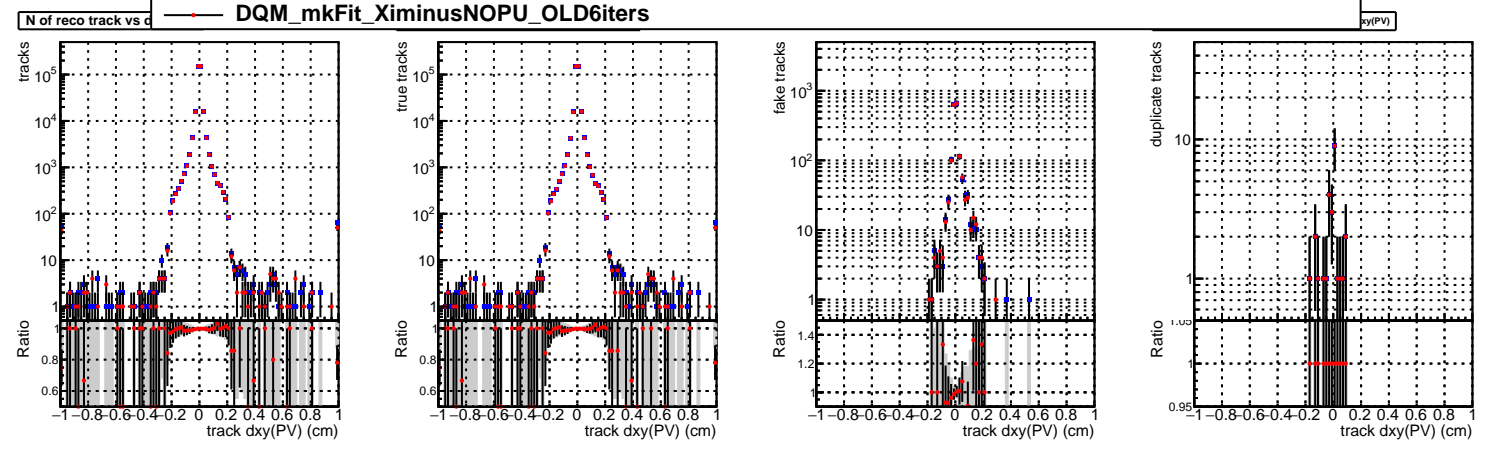 DQM_mkFit_XiminusNOPU_OLD6iters
N of reco track vs d
xy(PV)
tracks
10^5
10^4
10^3
10^2
10
1
Ratio
1
0.8
0.6
−1 −0.8 −0.6 −0.4 −0.2 0 0.2 0.4 0.6 0.8 1
track dxy(PV) (cm)
true tracks
10^5
10^4
10^3
10^2
10
1
Ratio
1
0.8
0.6
−1 −0.8 −0.6 −0.4 −0.2 0 0.2 0.4 0.6 0.8 1
track dxy(PV) (cm)
fake tracks
10^3
10^2
10
1
Ratio
1.4
1.2
1
−1 −0.8 −0.6 −0.4 −0.2 0 0.2 0.4 0.6 0.8 1
track dxy(PV) (cm)
duplicate tracks
10
1
Ratio
1.05
1
0.95
−1 −0.8 −0.6 −0.4 −0.2 0 0.2 0.4 0.6 0.8 1
track dxy(PV) (cm)